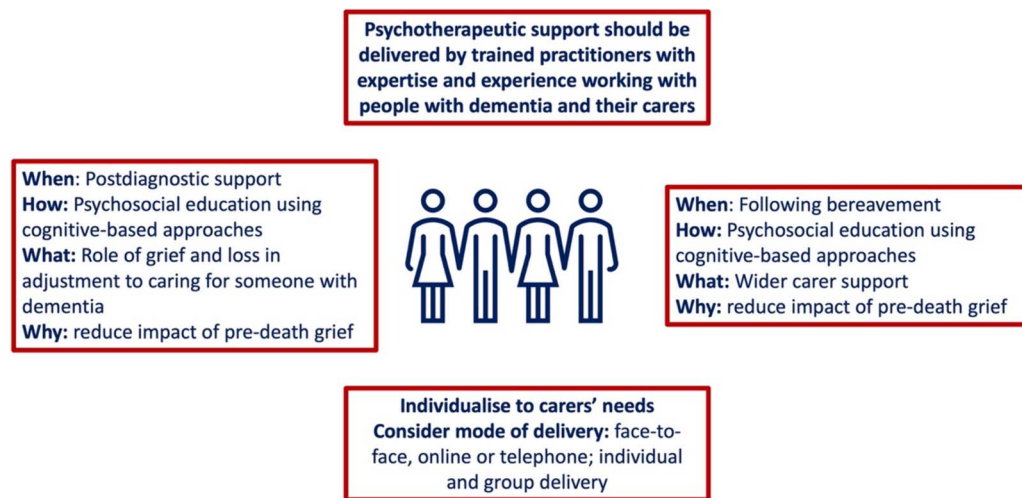 Psychotherapeutic support should be
delivered by trained practitioners with
expertise and experience working with
people with dementia and their carers
When: Postdiagnostic support
How: Psychosocial education using
cognitive-based approaches
What: Role of grief and loss in
adjustment to caring for someone with
dementia
Why: reduce impact of pre-death grief
When: Following bereavement
How: Psychosocial education using
cognitive-based approaches
What: Wider carer support
Why: reduce impact of pre-death grief
Individualise to carers’ needs
Consider mode of delivery: face-to-
face, online or telephone; individual
and group delivery